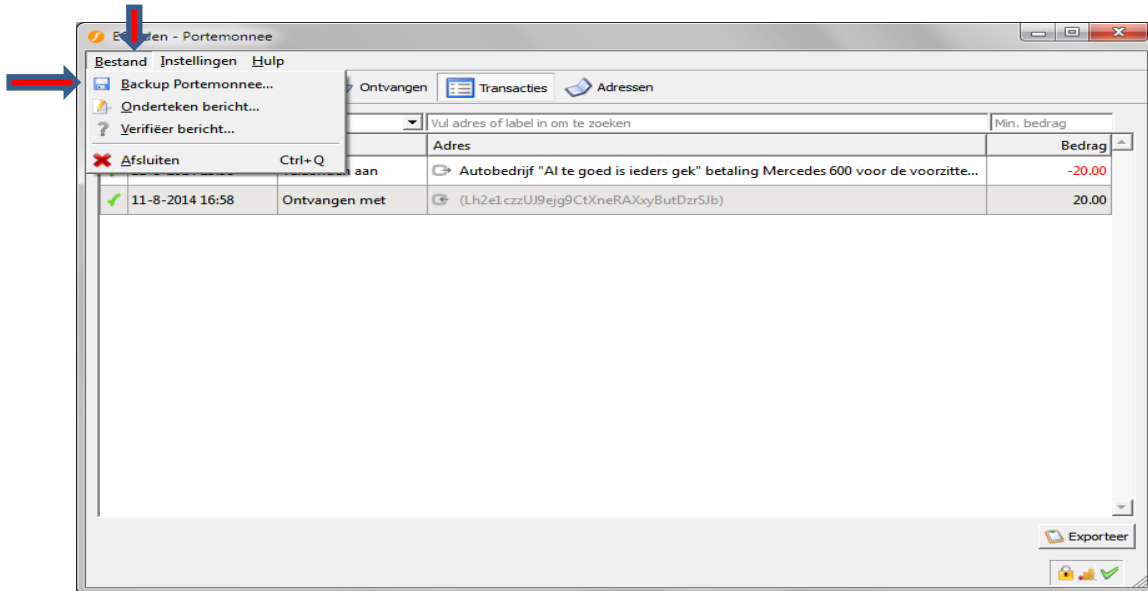 Portemonnee
Bestand Instellingen Hulp
Backup Portemonnee...
Onderteken bericht...
Verifiëer bericht...
Afsluiten Ctrl+Q
Ontvangen Transacties Adressen
Vul adres of label in om te zoeken Min. bedrag
Adres Bedrag
aan Autobedrijf "Al te goed is ieders gek" betaling Mercedes 600 voor de voorzitte... -20.00
11-8-2014 16:58 Ontvangen met (Lh2e1czzUJ9ejg9CtXneRAXxyButDzrSJb) 20.00
Exporteer